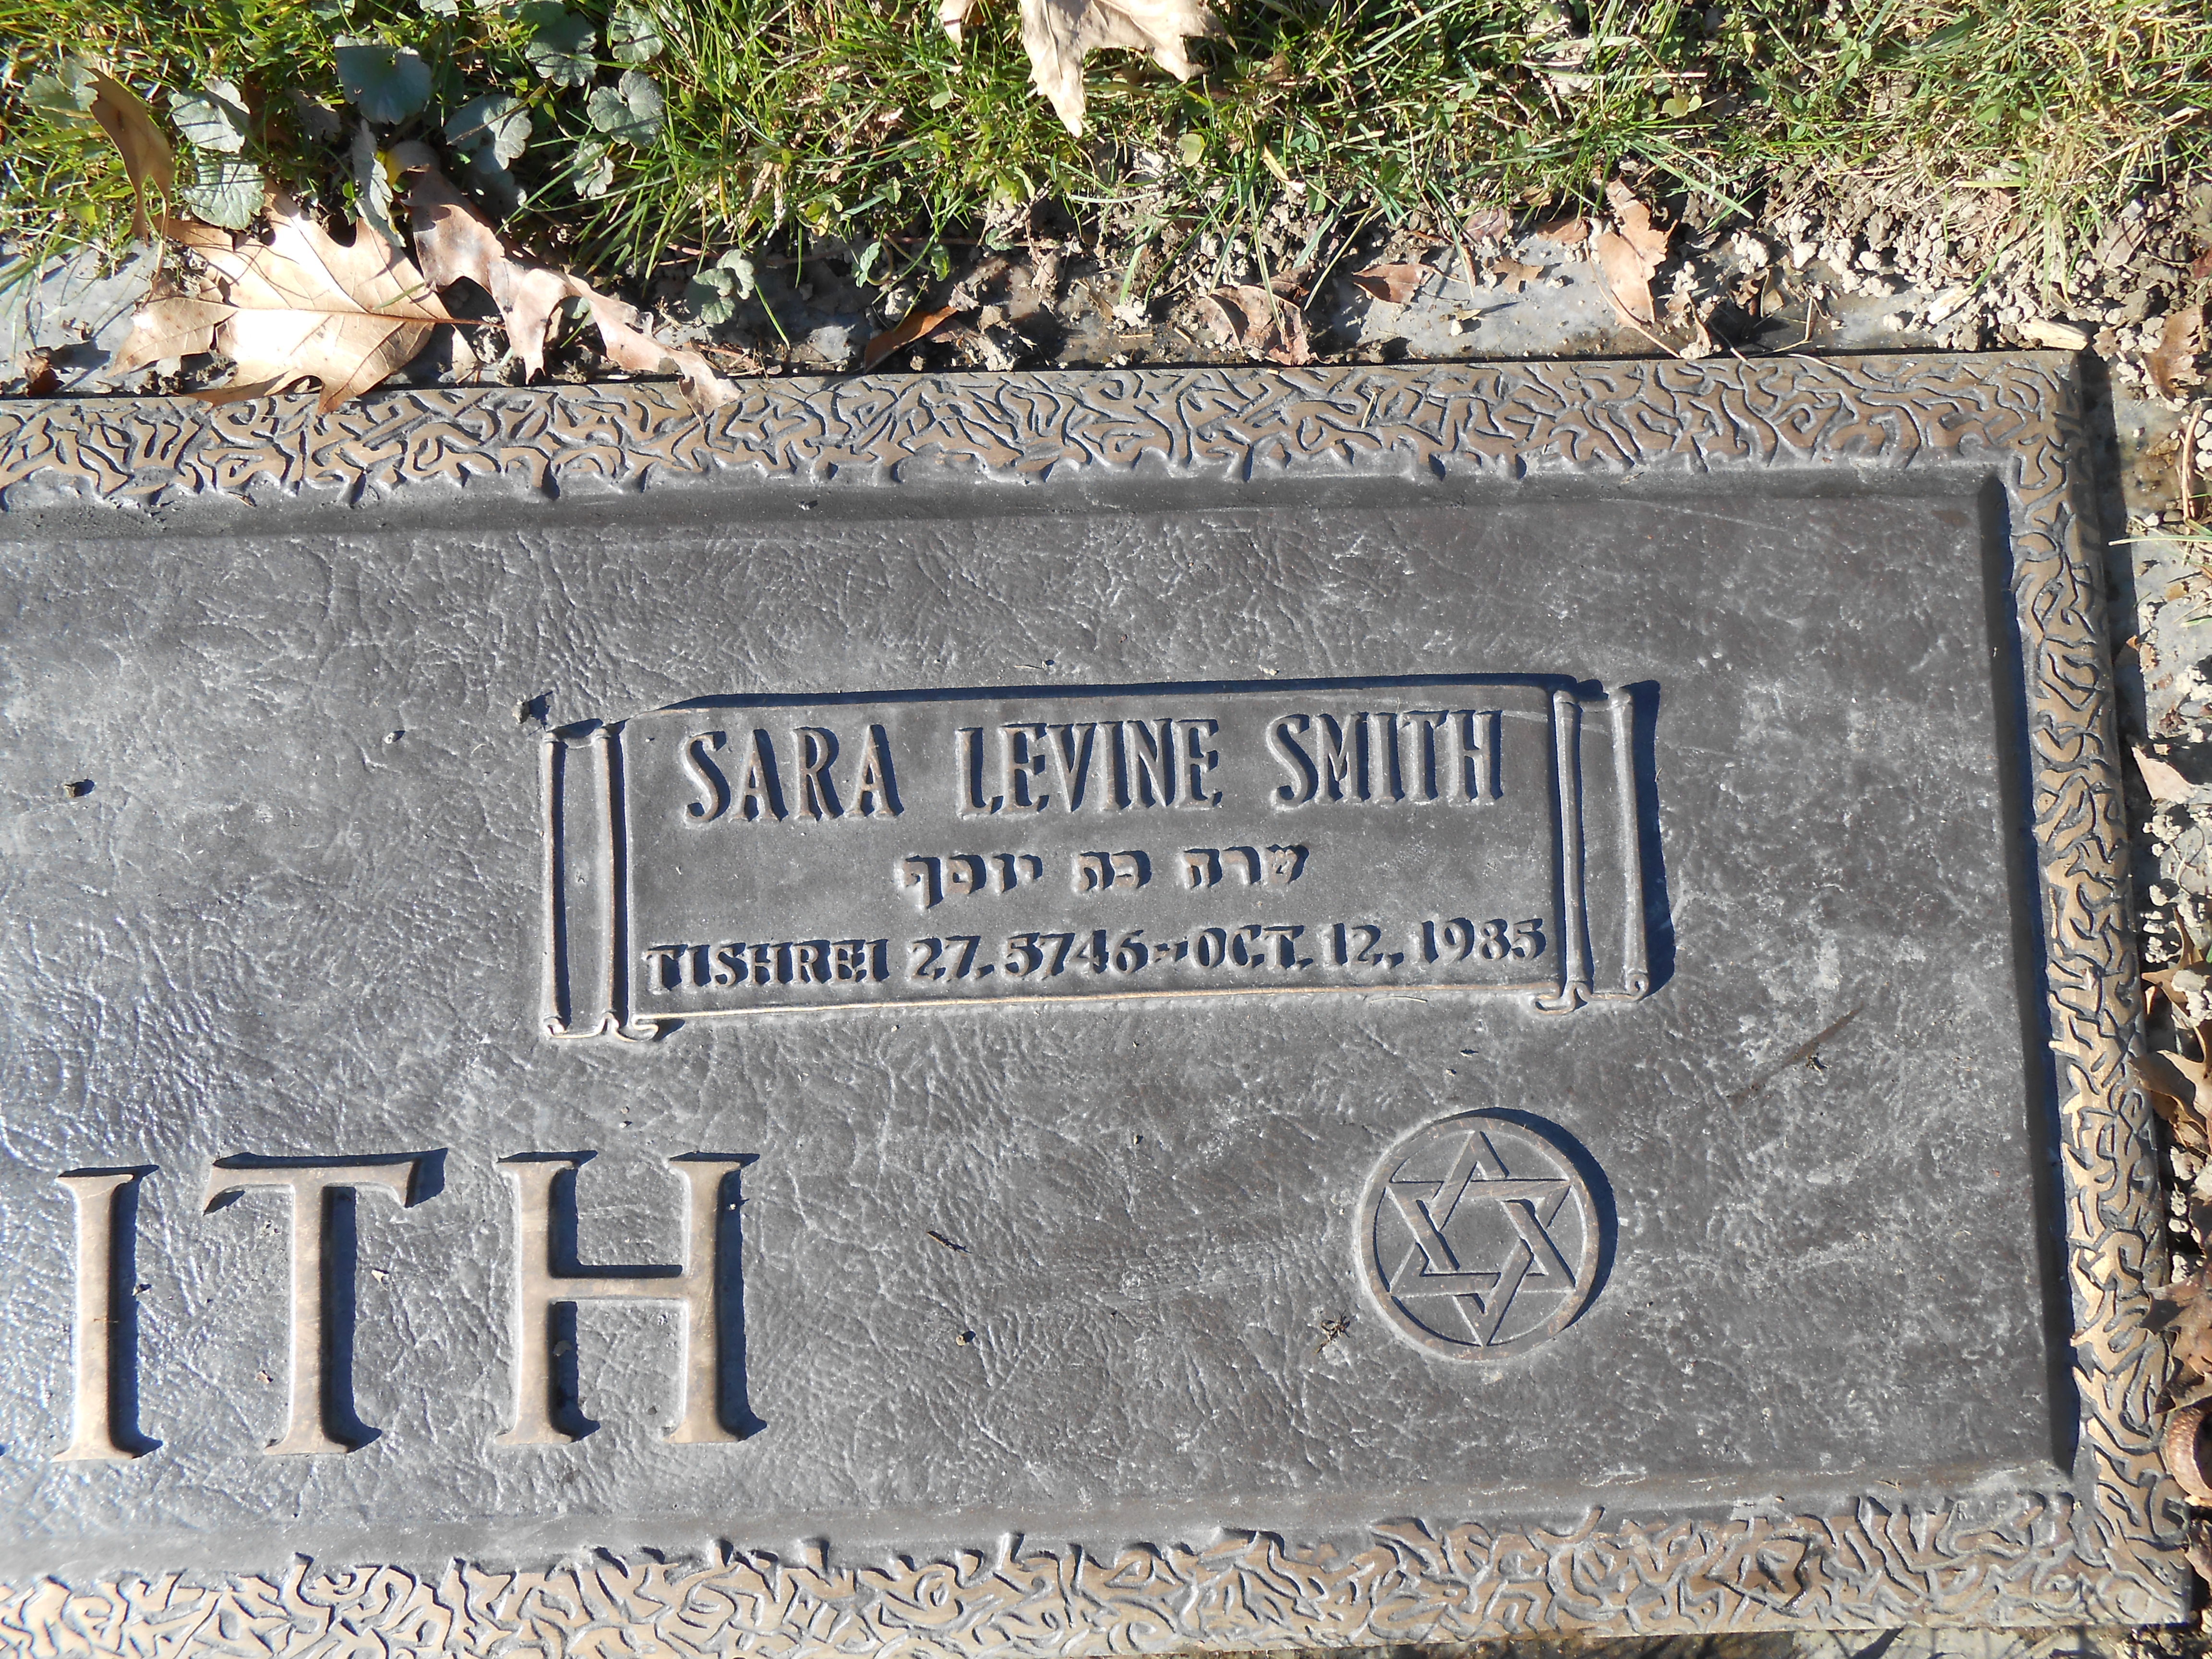 SARA LEVINE SMITH
שרה בת יוסף
TISHREI 27, 5746 - OCT. 12, 1985
ITH